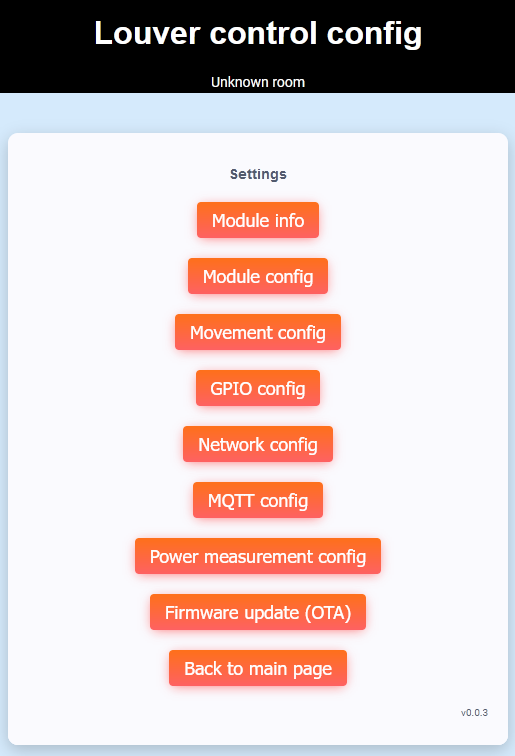 Louver control config
Unknown room
Settings
Module info
Module config
Movement config
GPIO config
Network config
MQTT config
Power measurement config
Firmware update (OTA)
Back to main page
v0.0.3